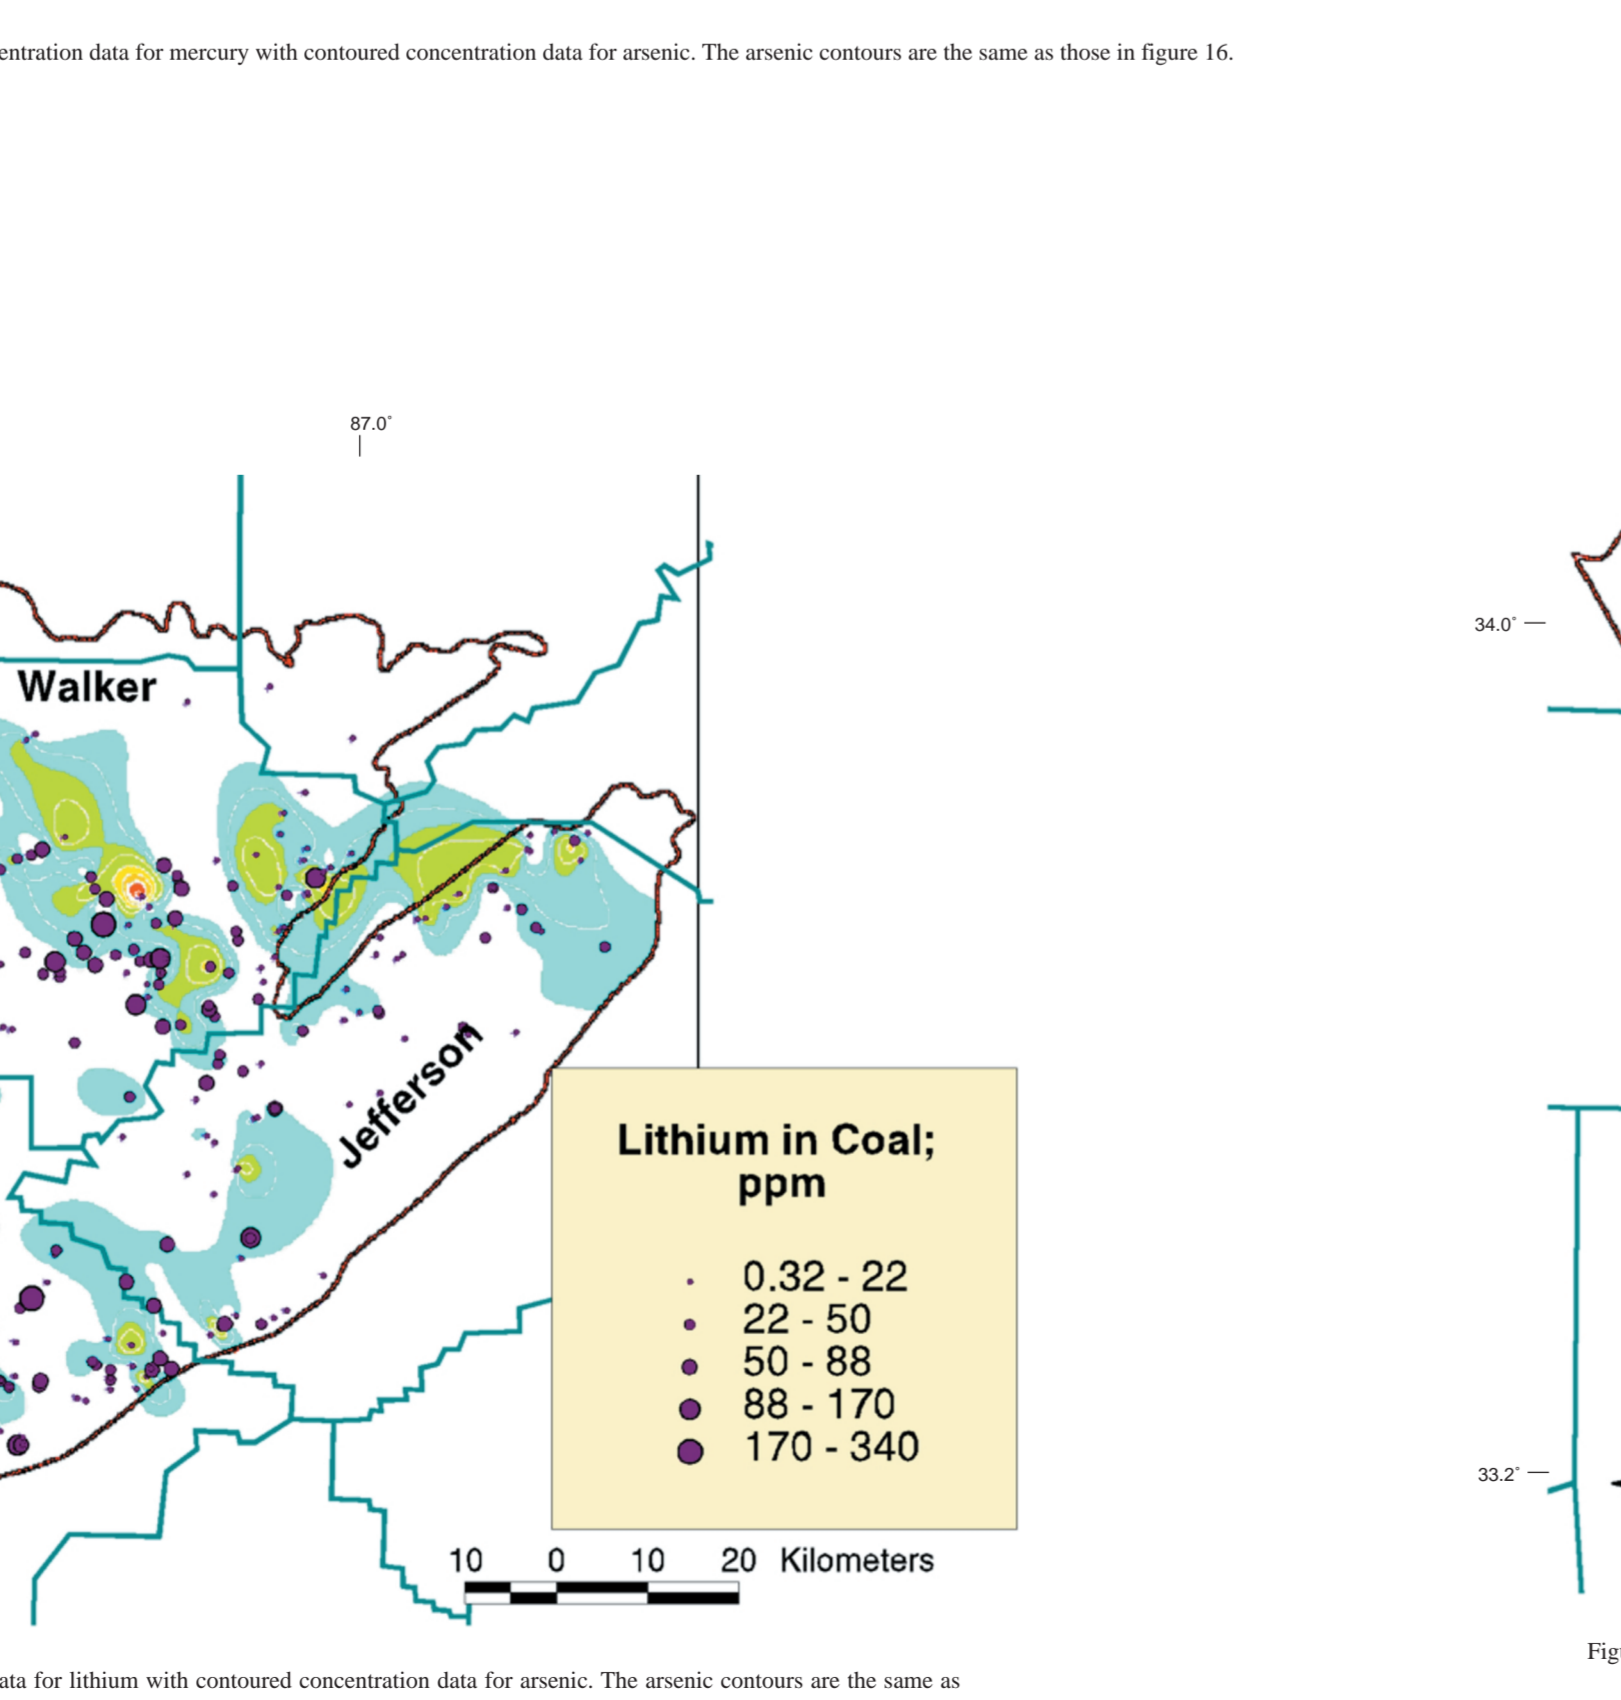 entration data for mercury with contoured concentration data for arsenic. The arsenic contours are the same as those in figure 16.
87.0°
34.0°
Walker
Jefferson
Lithium in Coal;
ppm
0.32 - 22
22 - 50
50 - 88
88 - 170
170 - 340
33.2°
10 0 10 20 Kilometers
Figu
ata for lithium with contoured concentration data for arsenic. The arsenic contours are the same as